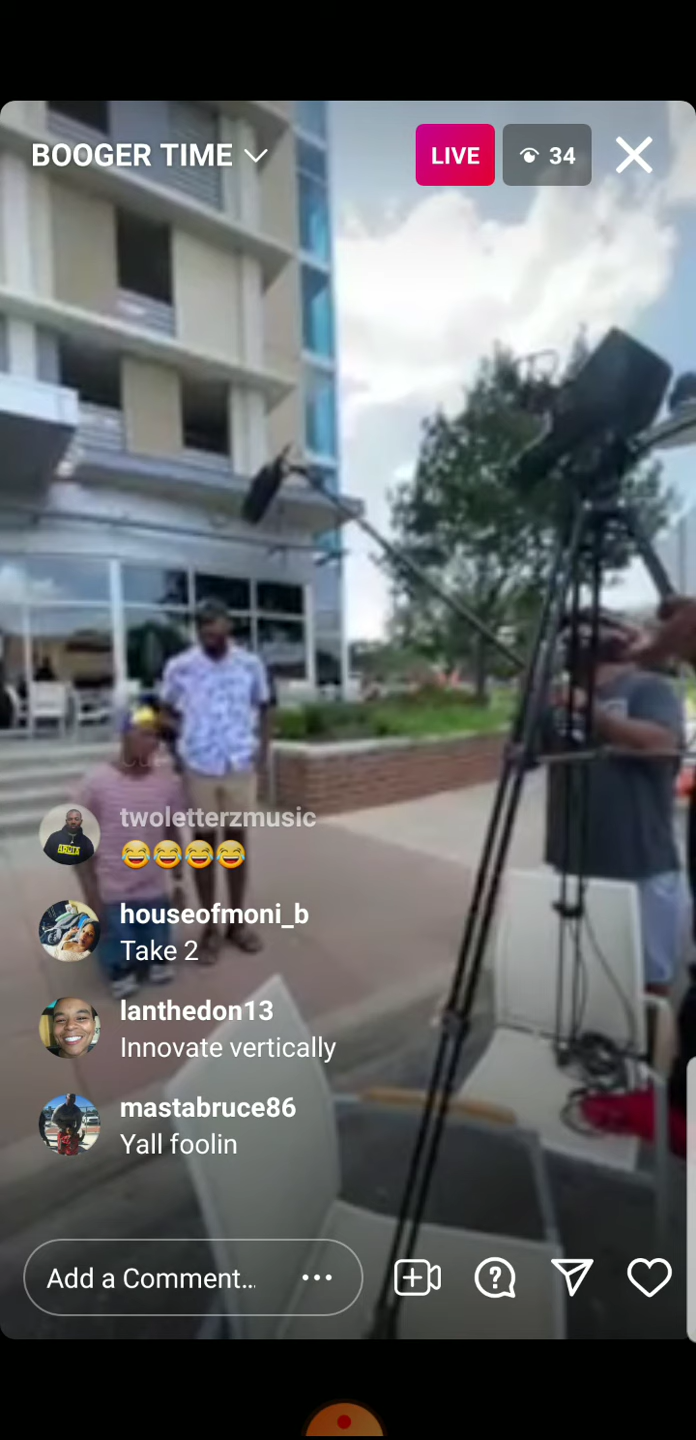 BOOGER TIME
LIVE
34
twoletterzmusic
😂😂😂😂
houseofmoni_b
Take 2
lanthedon13
Innovate vertically
mastabruce86
Yall foolin
Add a Comment...